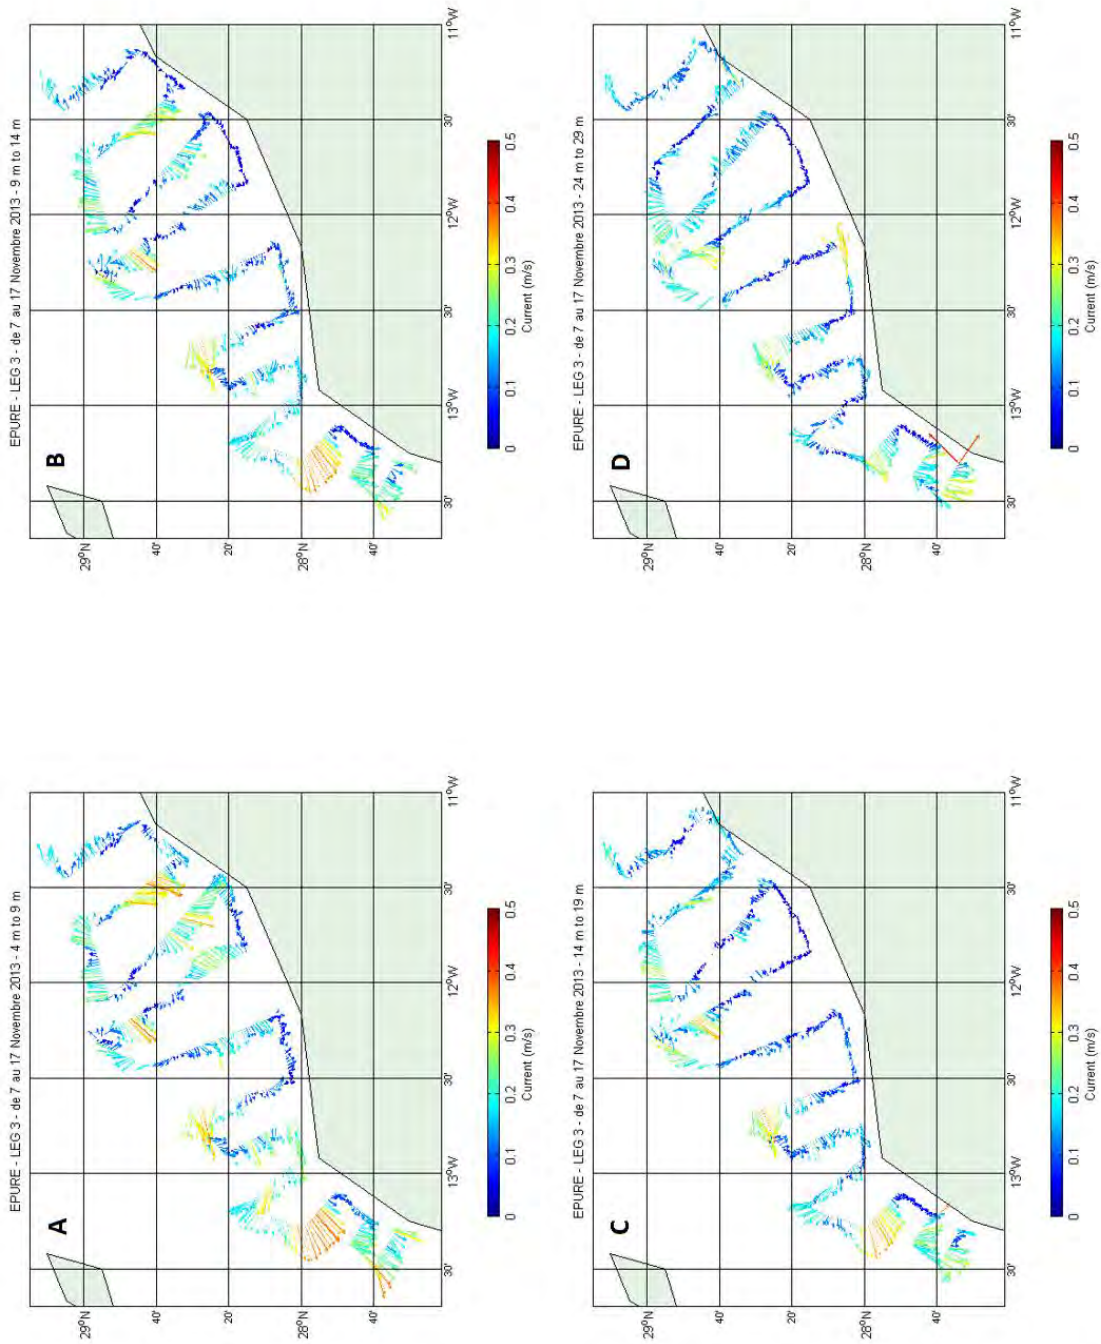 EPURE - LEG 3 - de 7 au 17 Novembre 2013 - 4 m to 9 m
A
29°N
40'
20'
28°N
40'
30' 13°W 30' 12°W 30' 11°W
0 0.1 0.2 0.3 0.4 0.5
Current (m/s)
EPURE - LEG 3 - de 7 au 17 Novembre 2013 - 9 m to 14 m
B
29°N
40'
20'
28°N
40'
30' 13°W 30' 12°W 30' 11°W
0 0.1 0.2 0.3 0.4 0.5
Current (m/s)
EPURE - LEG 3 - de 7 au 17 Novembre 2013 - 14 m to 19 m
C
29°N
40'
20'
28°N
40'
30' 13°W 30' 12°W 30' 11°W
0 0.1 0.2 0.3 0.4 0.5
Current (m/s)
EPURE - LEG 3 - de 7 au 17 Novembre 2013 - 24 m to 29 m
D
29°N
40'
20'
28°N
40'
30' 13°W 30' 12°W 30' 11°W
0 0.1 0.2 0.3 0.4 0.5
Current (m/s)